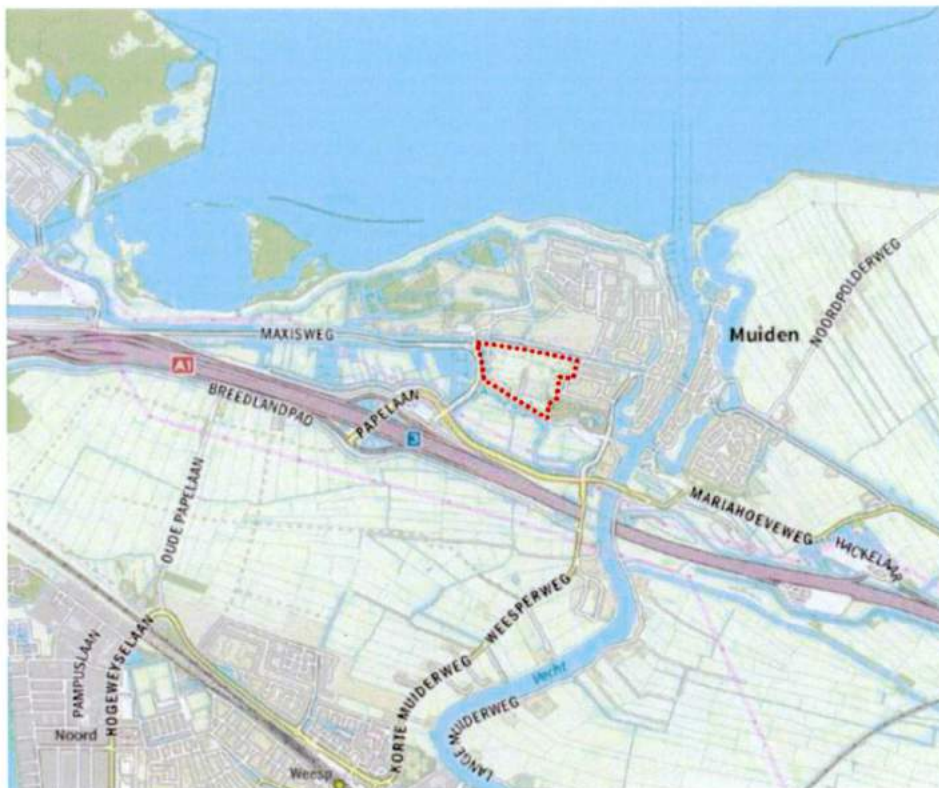 NOORDPOLDERWEG
MAXISWEG
Muiden
A1
BREEDLANDPAD
PAPELAAN
3
OUDE PAPELAAN
MARIAHOEVEWEG
WEESPERWEG
Vecht
PAMPUSLAAN
HOGEWEYSELAAN
KORTE MUIDERWEG
LANGE MUIDERWEG
Noord
Weesp